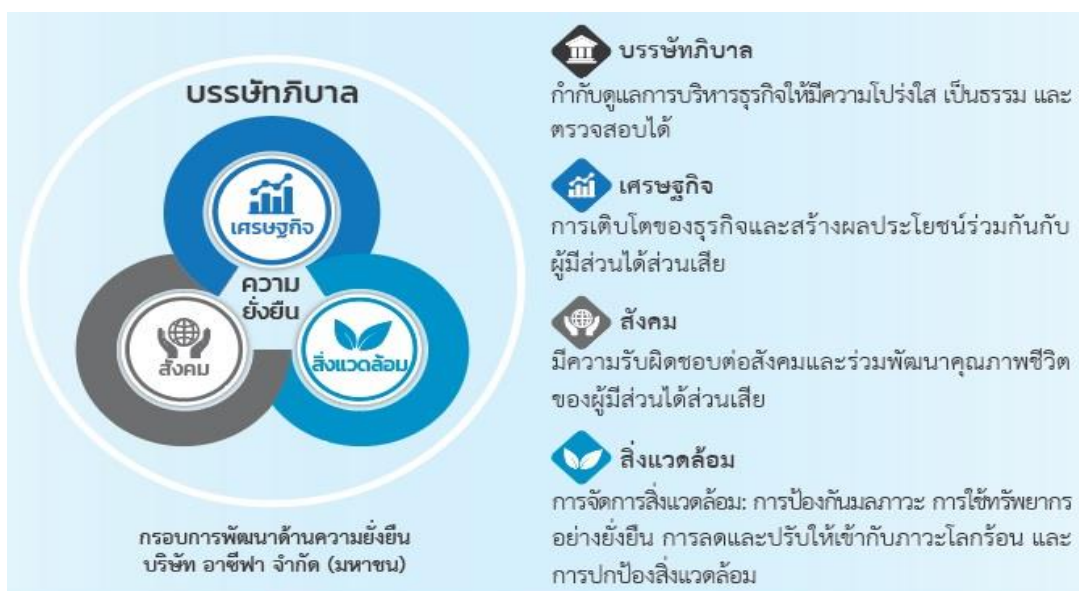 บรรษัทภิบาล
เศรษฐกิจ
ความ
ยั่งยืน
สังคม
สิ่งแวดล้อม
กรอบการพัฒนาด้านความยั่งยืน
บริษัท อาซีฟา จำกัด (มหาชน)
บรรษัทภิบาล
กำกับดูแลการบริหารธุรกิจให้มีความโปร่งใส เป็นธรรม และ
ตรวจสอบได้
เศรษฐกิจ
การเติบโตของธุรกิจและสร้างผลประโยชน์ร่วมกันกับ
ผู้มีส่วนได้ส่วนเสีย
สังคม
มีความรับผิดชอบต่อสังคมและร่วมพัฒนาคุณภาพชีวิต
ของผู้มีส่วนได้ส่วนเสีย
สิ่งแวดล้อม
การจัดการสิ่งแวดล้อม: การป้องกันมลภาวะ การใช้ทรัพยากร
อย่างยั่งยืน การลดและปรับให้เข้ากับภาวะโลกร้อน และ
การปกป้องสิ่งแวดล้อม